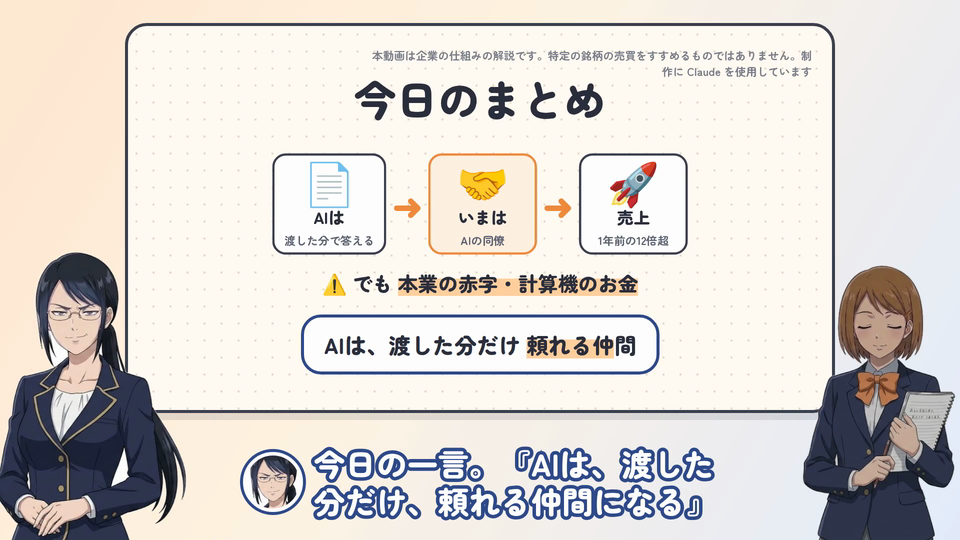 本動画は企業の仕組みの解説です。特定の銘柄の売買をすすめるものではありません。制
作に Claude を使用しています
今日のまとめ
AIは
渡した分で答える
いまは
AIの同僚
売上
1年前の12倍超
でも 本業の赤字・計算機のお金
AIは、渡した分だけ 頼れる仲間
今日の一言。『AIは、渡した
分だけ、頼れる仲間になる』